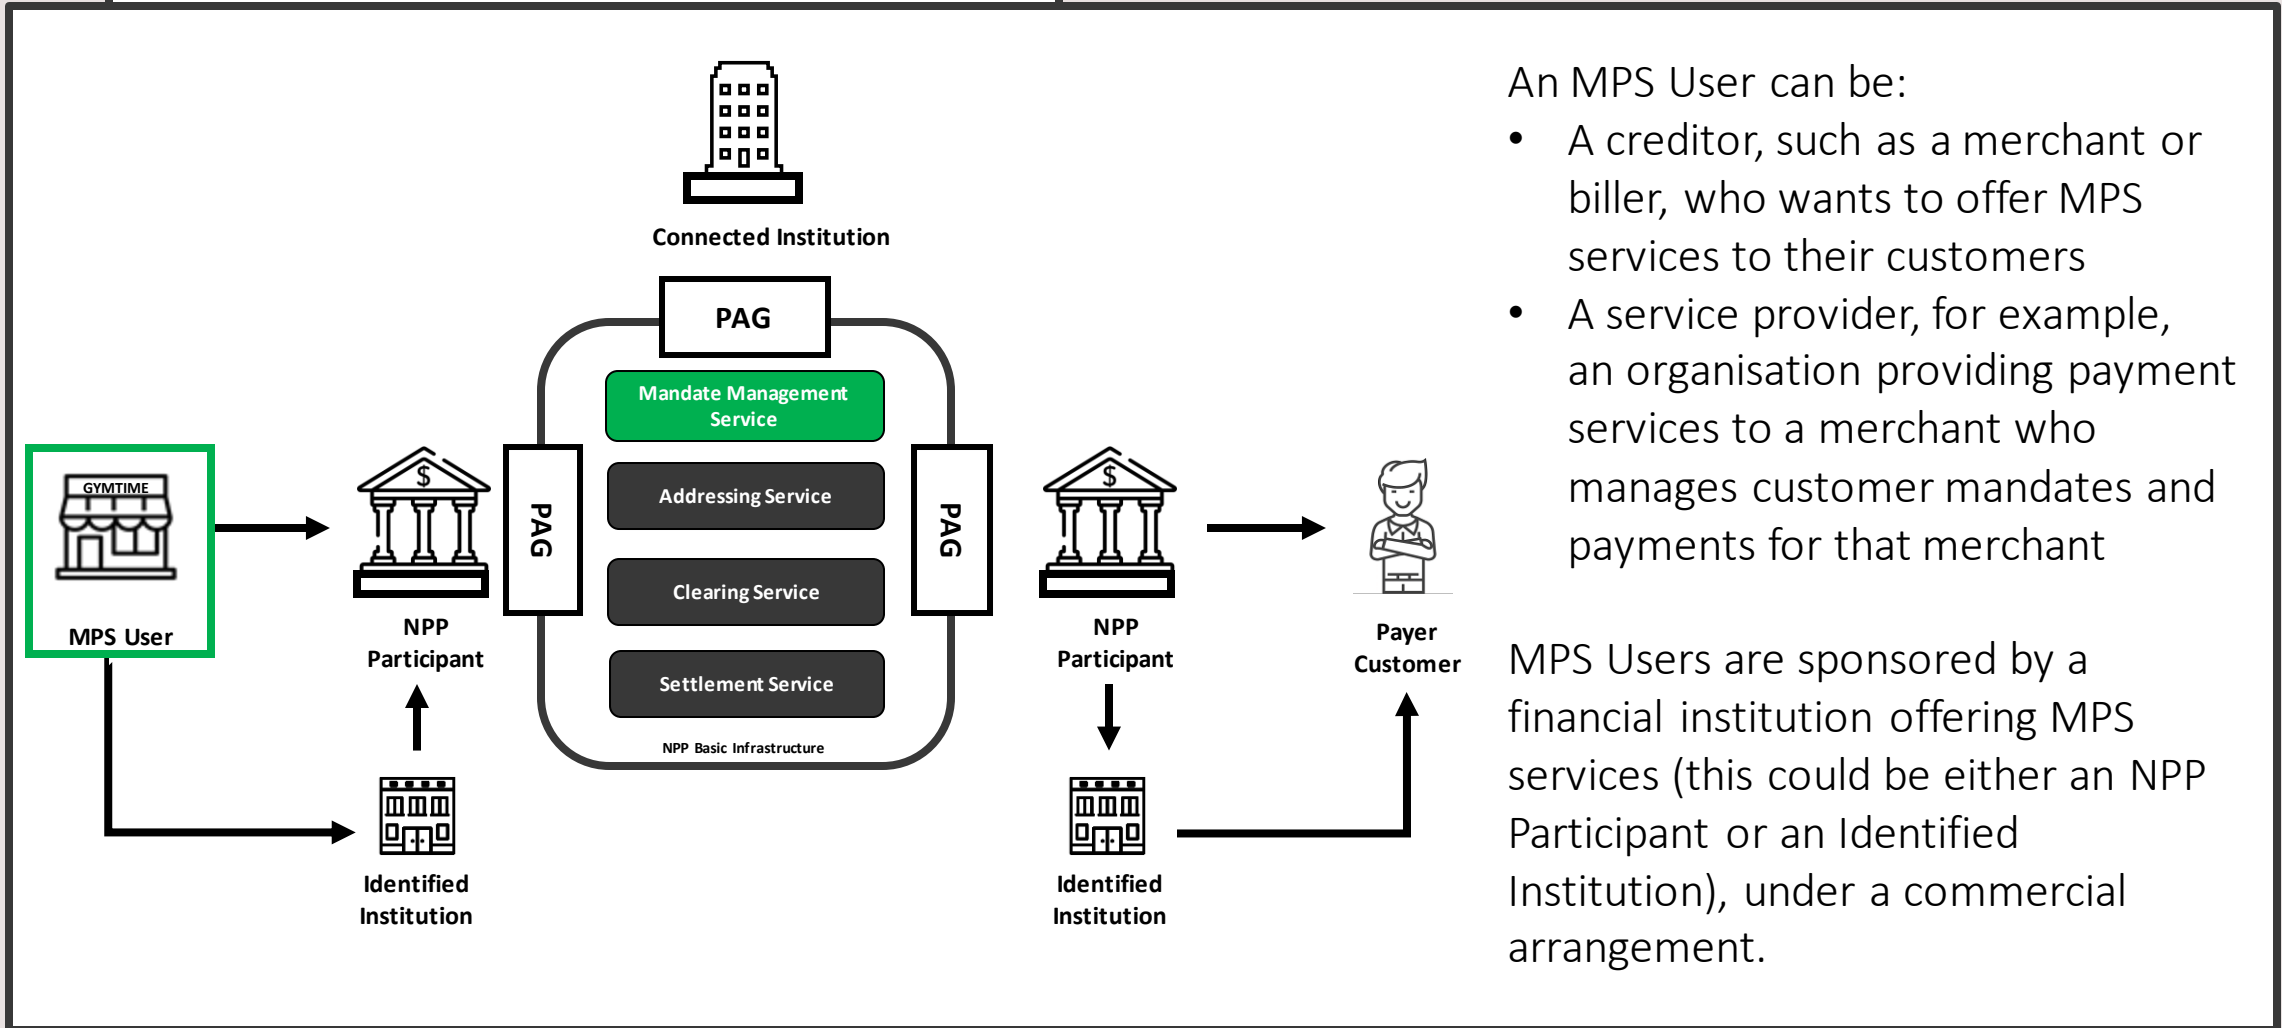 Connected Institution
PAG
Mandate Management
Service
Addressing Service
Clearing Service
Settlement Service
NPP Basic Infrastructure
PAG
PAG
GYMTIME
MPS User
NPP
Participant
Identified
Institution
NPP
Participant
Identified
Institution
Payer
Customer
An MPS User can be:
• A creditor, such as a merchant or
biller, who wants to offer MPS
services to their customers
• A service provider, for example,
an organisation providing payment
services to a merchant who
manages customer mandates and
payments for that merchant
MPS Users are sponsored by a
financial institution offering MPS
services (this could be either an NPP
Participant or an Identified
Institution), under a commercial
arrangement.